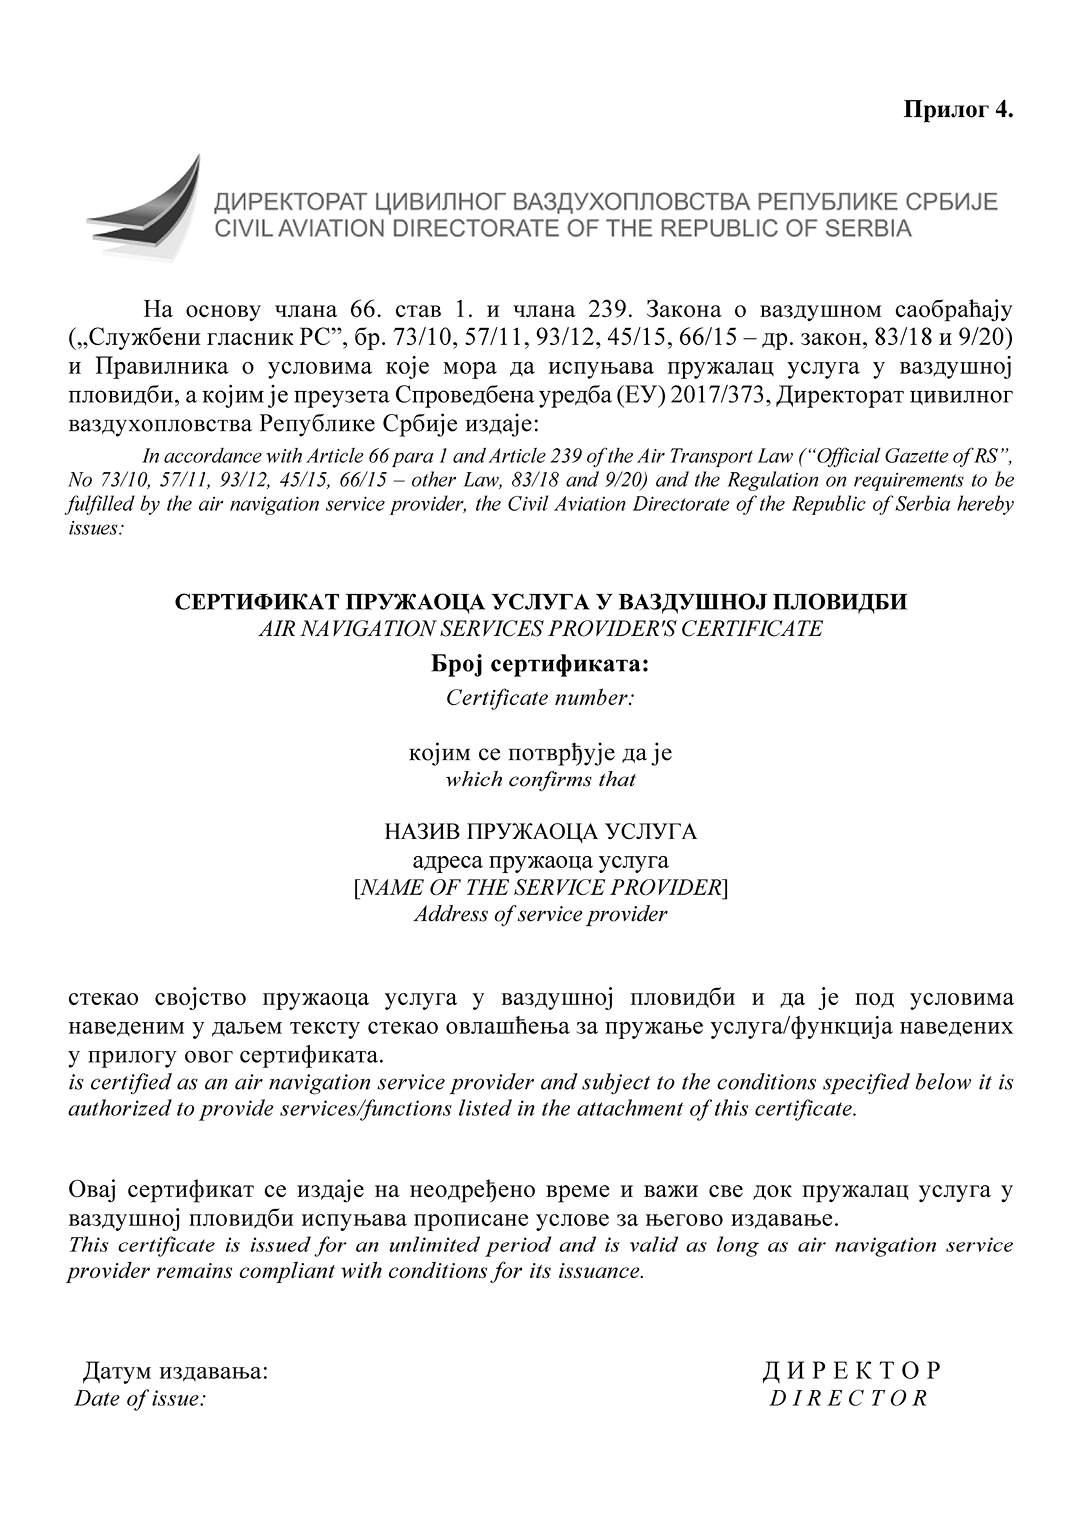 Прилог 4.
ДИРЕКТОРАТ ЦИВИЛНОГ ВАЗДУХОПЛОВСТВА РЕПУБЛИКЕ СРБИЈЕ
CIVIL AVIATION DIRECTORATE OF THE REPUBLIC OF SERBIA
На основу члана 66. став 1. и члана 239. Закона о ваздушном саобраћају
(„Службени гласник РС”, бр. 73/10, 57/11, 93/12, 45/15, 66/15 – др. закон, 83/18 и 9/20)
и Правилника о условима које мора да испуњава пружалац услуга у ваздушној
пловидби, а којим је преузета Спроведбена уредба (ЕУ) 2017/373, Директорат цивилног
ваздухопловства Републике Србије издаје:
In accordance with Article 66 para 1 and Article 239 of the Air Transport Law (“Official Gazette of RS”,
No 73/10, 57/11, 93/12, 45/15, 66/15 – other Law, 83/18 and 9/20) and the Regulation on requirements to be
fulfilled by the air navigation service provider, the Civil Aviation Directorate of the Republic of Serbia hereby
issues:
СЕРТИФИКАТ ПРУЖАОЦА УСЛУГА У ВАЗДУШНОЈ ПЛОВИДБИ
AIR NAVIGATION SERVICES PROVIDER'S CERTIFICATE
Број сертификата:
Certificate number:
којим се потврђује да је
which confirms that
НАЗИВ ПРУЖАОЦА УСЛУГА
адреса пружаоца услуга
[NAME OF THE SERVICE PROVIDER]
Address of service provider
стекао својство пружаоца услуга у ваздушној пловидби и да је под условима
наведеним у даљем тексту стекао овлашћења за пружање услуга/функција наведених
у прилогу овог сертификата.
is certified as an air navigation service provider and subject to the conditions specified below it is
authorized to provide services/functions listed in the attachment of this certificate.
Овај сертификат се издаје на неодређено време и важи све док пружалац услуга у
ваздушној пловидби испуњава прописане услове за његово издавање.
This certificate is issued for an unlimited period and is valid as long as air navigation service
provider remains compliant with conditions for its issuance.
Датум издавања: Д И Р Е К Т О Р
Date of issue: D I R E C T O R